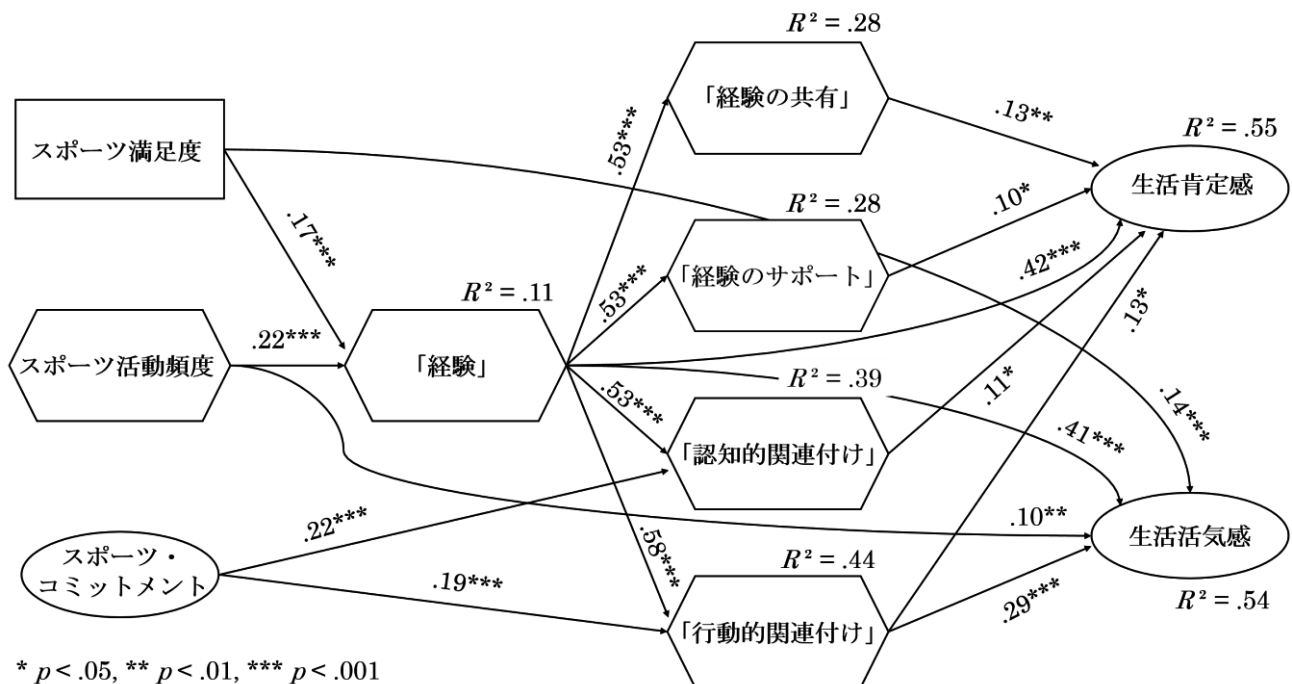 R² = .28
「経験の共有」
.13**
R² = .55
スポーツ満足度
.53***
生活肯定感
.17***
R² = .28
.10*
「経験のサポート」
.42***
R² = .11
.53***
.13*
.22***
スポーツ活動頻度
「経験」
R² = .39
.11*
.14***
.53***
.41***
「認知的関連付け」
.22***
.10**
生活活気感
スポーツ・
コミットメント
.58***
R² = .44
.19***
.29***
R² = .54
「行動的関連付け」
* p < .05, ** p < .01, *** p < .001